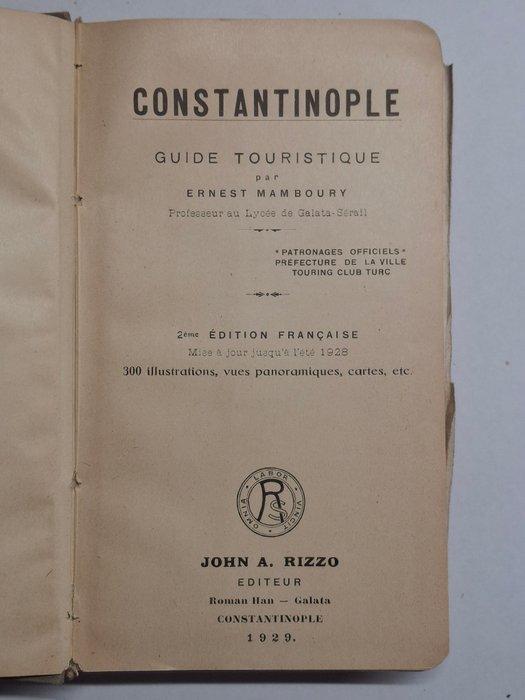 CONSTANTINOPLE
GUIDE TOURISTIQUE
par
ERNEST MAMBOURY
Professeur au Lycée de Galata-Sérail
"PATRONAGES OFFICIELS"
PRÉFECTURE DE LA VILLE
TOURING CLUB TURC
2ème ÉDITION FRANÇAISE
Mise à jour jusqu'à l'été 1928
300 illustrations, vues panoramiques, cartes, etc.
OMNIA LABOR VINCIT
RS
JOHN A. RIZZO
EDITEUR
Roman Han — Galata
CONSTANTINOPLE
1929.